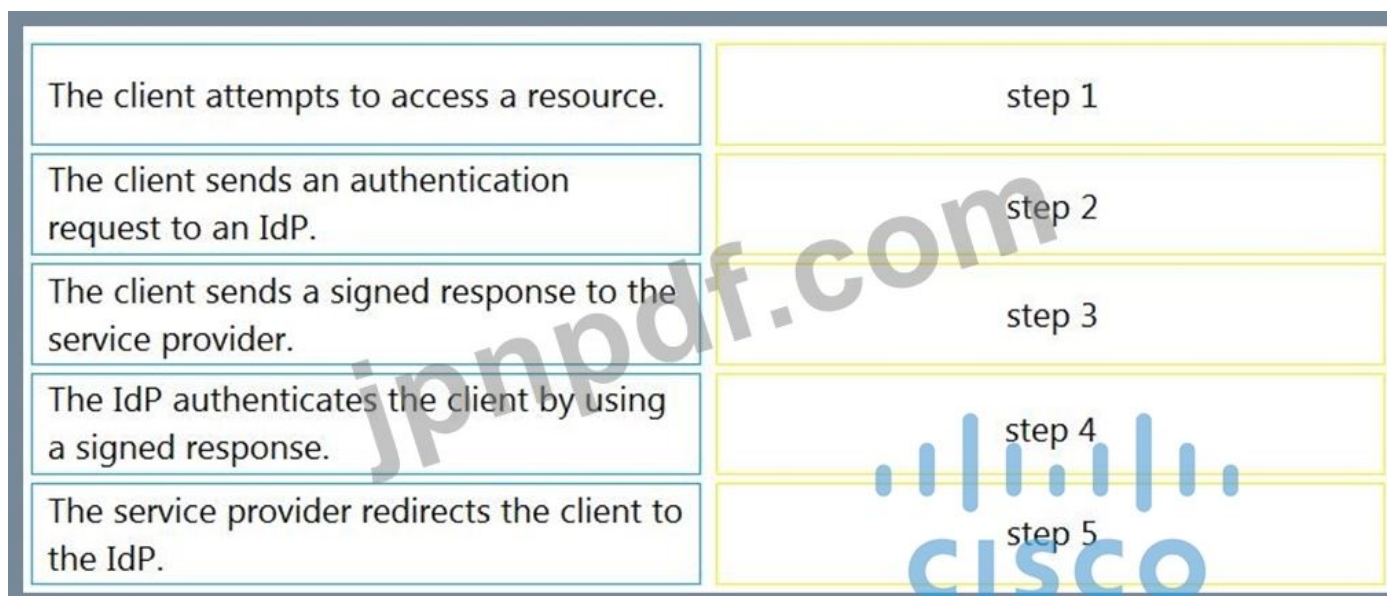 The client attempts to access a resource.
step 1
The client sends an authentication
request to an IdP.
step 2
The client sends a signed response to the
service provider.
step 3
The IdP authenticates the client by using
a signed response.
step 4
The service provider redirects the client to
the IdP.
step 5
jpnpdf.com
CISCO